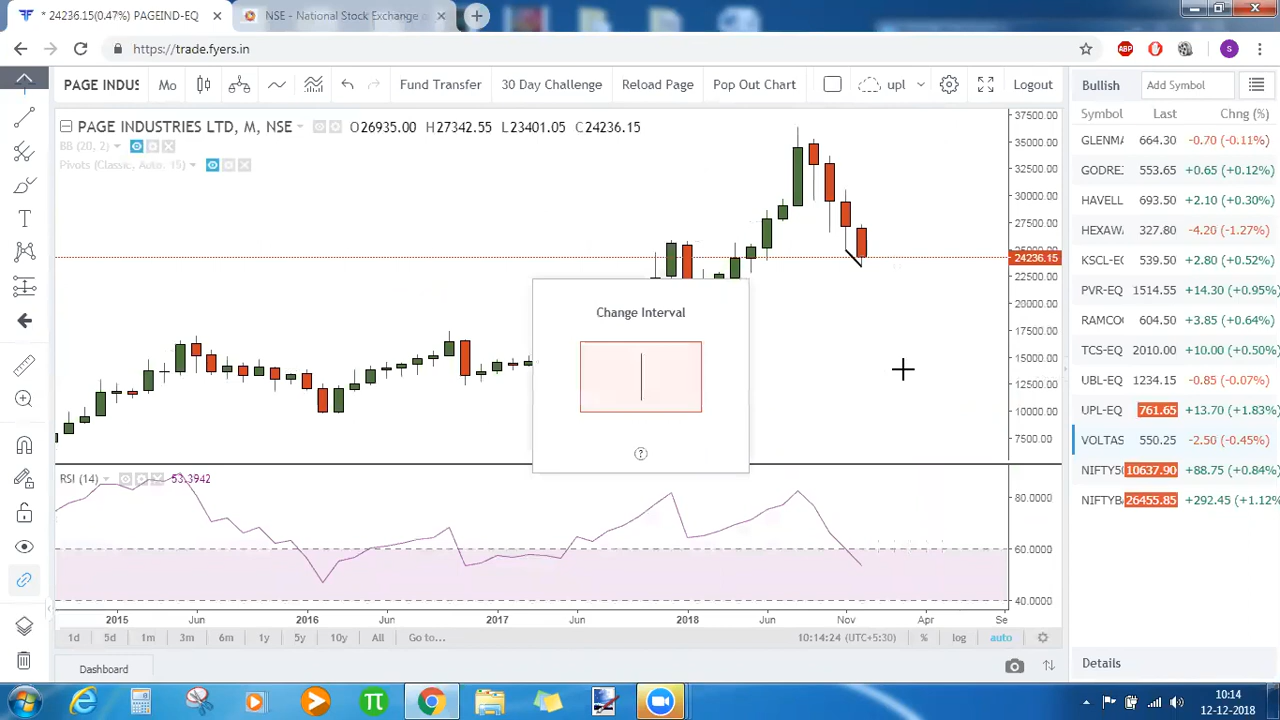 * 24236.15(0.47%) PAGEIND-EQ
NSE - National Stock Exchange o
https://trade.fyers.in
ABP
S
PAGE INDUS
Mo
Fund Transfer
30 Day Challenge
Reload Page
Pop Out Chart
upl
Logout
Bullish
Add Symbol
PAGE INDUSTRIES LTD, M, NSE
O26935.00 H27342.55 L23401.05 C24236.15
BB (20, 2)
Pivots (Classic, Auto, 15)
37500.00
35000.00
32500.00
30000.00
27500.00
25000.00
24236.15
22500.00
20000.00
17500.00
15000.00
12500.00
10000.00
7500.00
Change Interval
?
RSI (14)
53.3942
80.0000
60.0000
40.0000
2015 Jun 2016 Jun 2017 Jun 2018 Jun Nov Apr Se
1d 5d 1m 3m 6m 1y 5y 10y All Go to...
10:14:24 (UTC+5:30) % log auto
Dashboard
Symbol Last Chng (%)
GLENMA 664.30 -0.70 (-0.11%)
GODREJ 553.65 +0.65 (+0.12%)
HAVELL 693.50 +2.10 (+0.30%)
HEXAWA 327.80 -4.20 (-1.27%)
KSCL-EQ 539.50 +2.80 (+0.52%)
PVR-EQ 1514.55 +14.30 (+0.95%)
RAMCO 604.50 +3.85 (+0.64%)
TCS-EQ 2010.00 +10.00 (+0.50%)
UBL-EQ 1234.15 -0.85 (-0.07%)
UPL-EQ 761.65 +13.70 (+1.83%)
VOLTAS 550.25 -2.50 (-0.45%)
NIFTY50 10637.90 +88.75 (+0.84%)
NIFTYB 26455.85 +292.45 (+1.12%
Details
10:14
12-12-2018